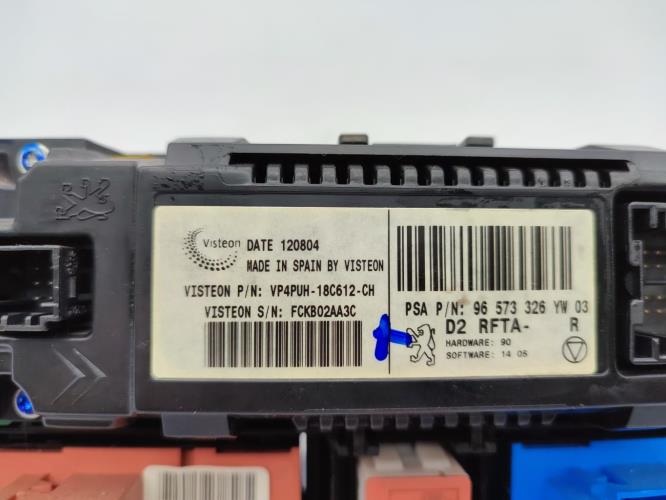 Visteon DATE 120804
MADE IN SPAIN BY VISTEON
VISTEON P/N: VP4PUH-18C612-CH
VISTEON S/N: FCKB02AA3C
PSA P/N: 96 573 326 YW 03
D2 RFTA- R
HARDWARE: 90
SOFTWARE: 14 05